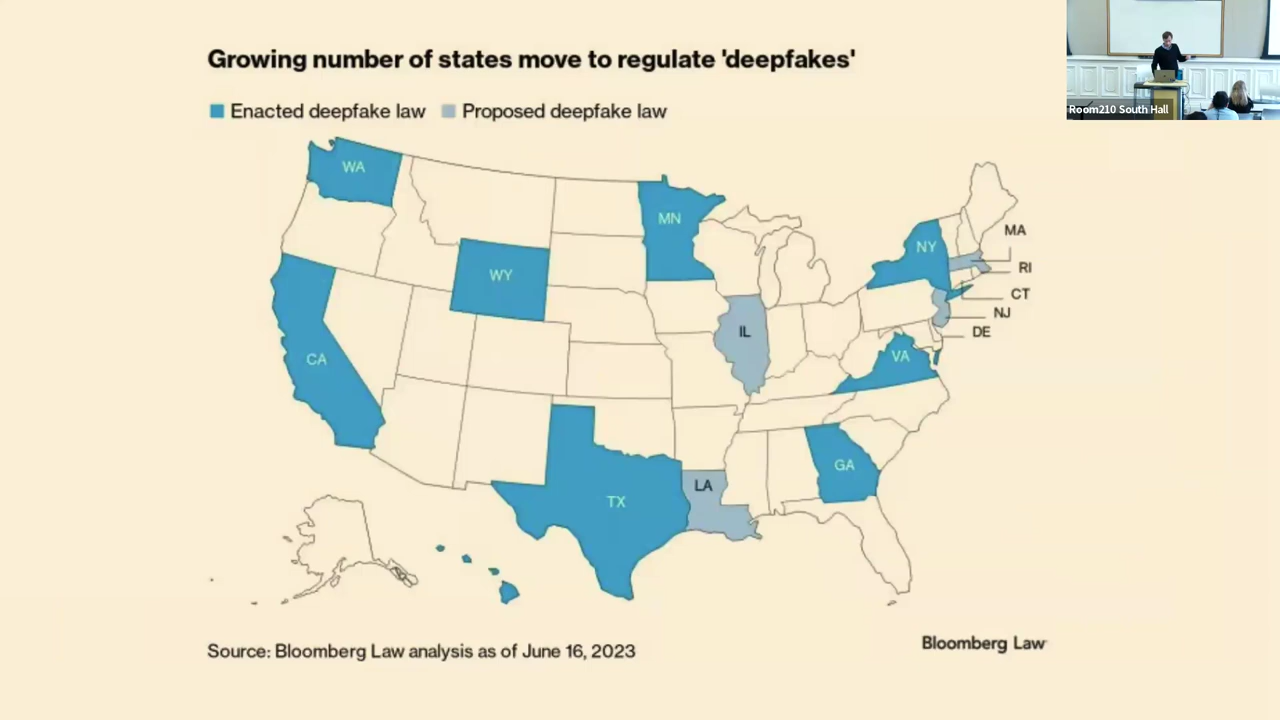 Growing number of states move to regulate 'deepfakes'
Enacted deepfake law
Proposed deepfake law
Room210 South Hall
WA
MN
MA
NY
RI
WY
CT
NJ
IL
DE
VA
CA
GA
LA
TX
Source: Bloomberg Law analysis as of June 16, 2023
Bloomberg Law